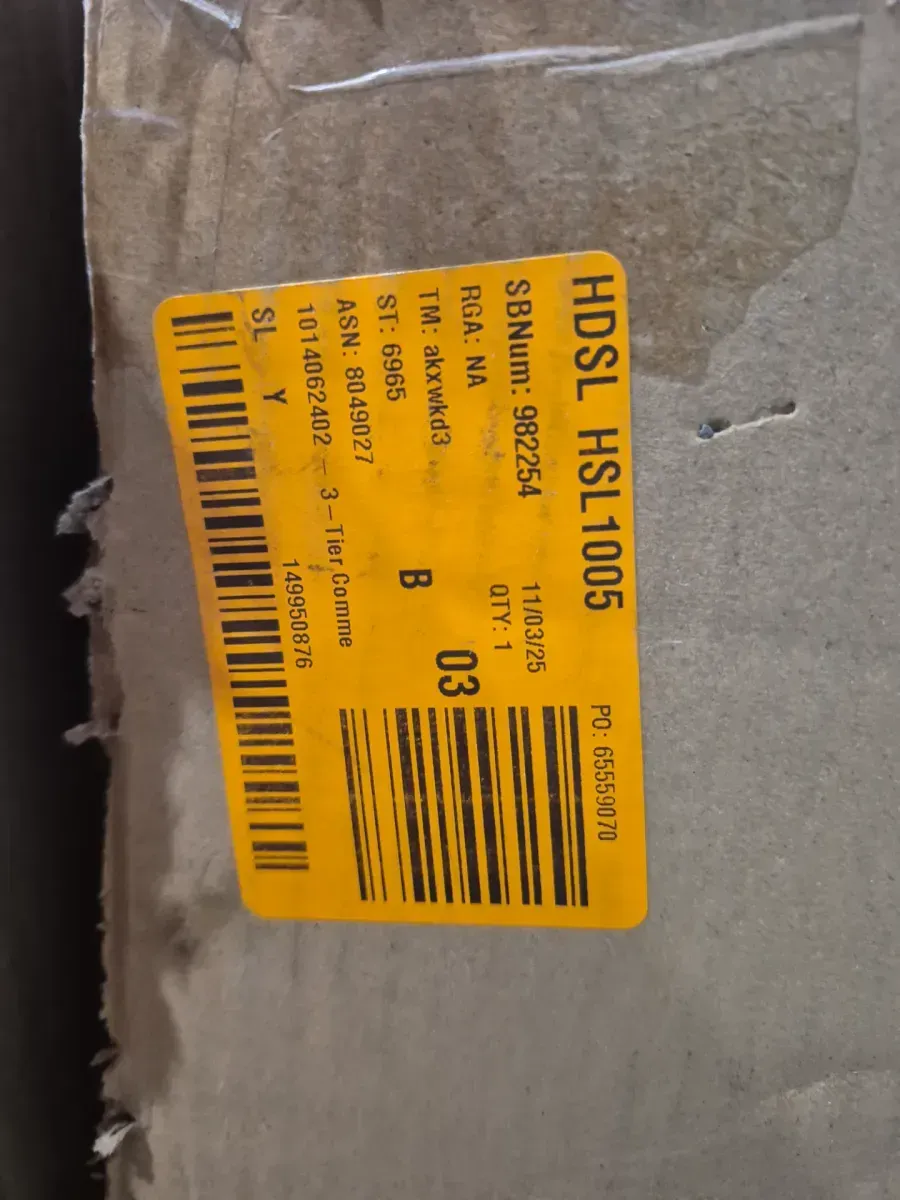 HDSL HSL1005
PO: 65559070
SBNum: 982254
11/03/25
RGA: NA
QTY: 1
TM: akxwkd3
03
ST: 6965
B
ASN: 8049027
1014062402 – 3–Tier Comme
SL Y
149950876